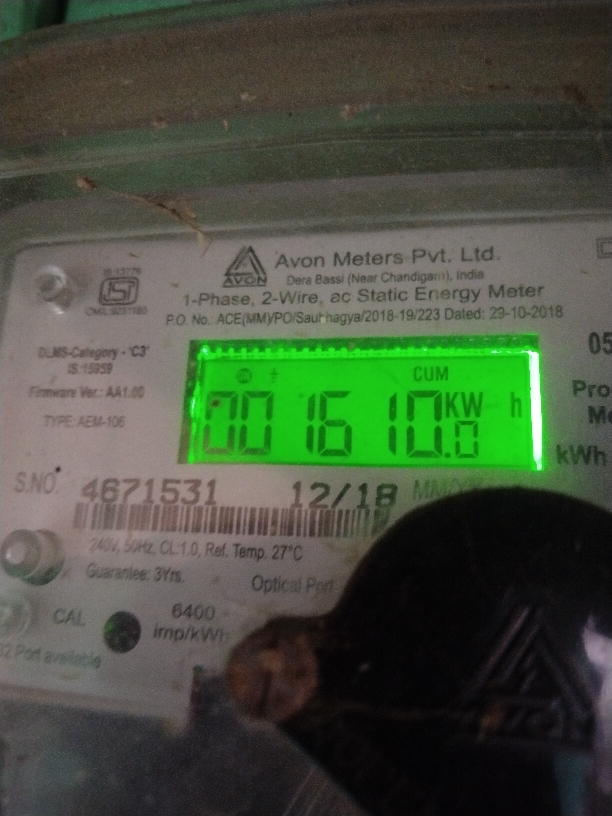 Avon Meters Pvt. Ltd.
AVON
Dera Bassi (Near Chandigarh), India
1-Phase, 2-Wire, ac Static Energy Meter
P.O. No.: ACE(MM)/PO/Saubhagya/2018-19/223 Dated: 29-10-2018
IS:13779
ISI
DLMS-Category - 'C3'
IS:15959
Firmware Ver.: AA1.00
TYPE: AEM-106
05
Pro
kWh
CUM
001610.0 KW h
S.NO. 4671531 12/18
240V, 50Hz, CL:1.0, Ref. Temp. 27°C
Guarantee: 3Yrs.
Optical Port
CAL
6400
imp/kWh
Port available